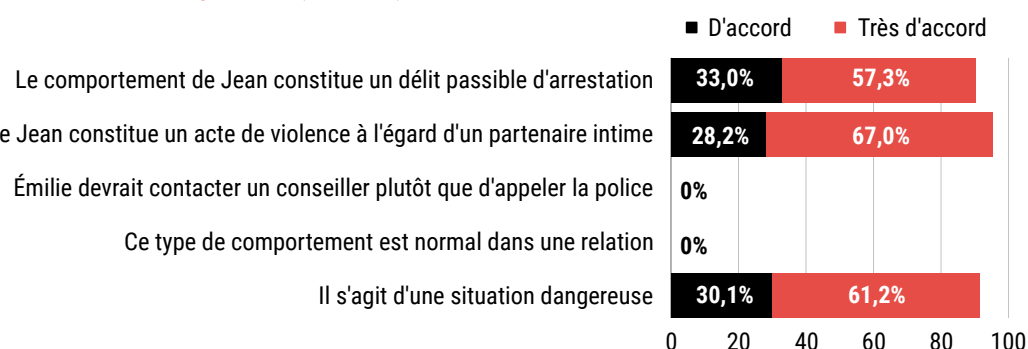 D'accord Très d'accord
Le comportement de Jean constitue un délit passible d'arrestation 33,0% 57,3%
e Jean constitue un acte de violence à l'égard d'un partenaire intime 28,2% 67,0%
Émilie devrait contacter un conseiller plutôt que d'appeler la police 0%
Ce type de comportement est normal dans une relation 0%
Il s'agit d'une situation dangereuse 30,1% 61,2%
0 20 40 60 80 100